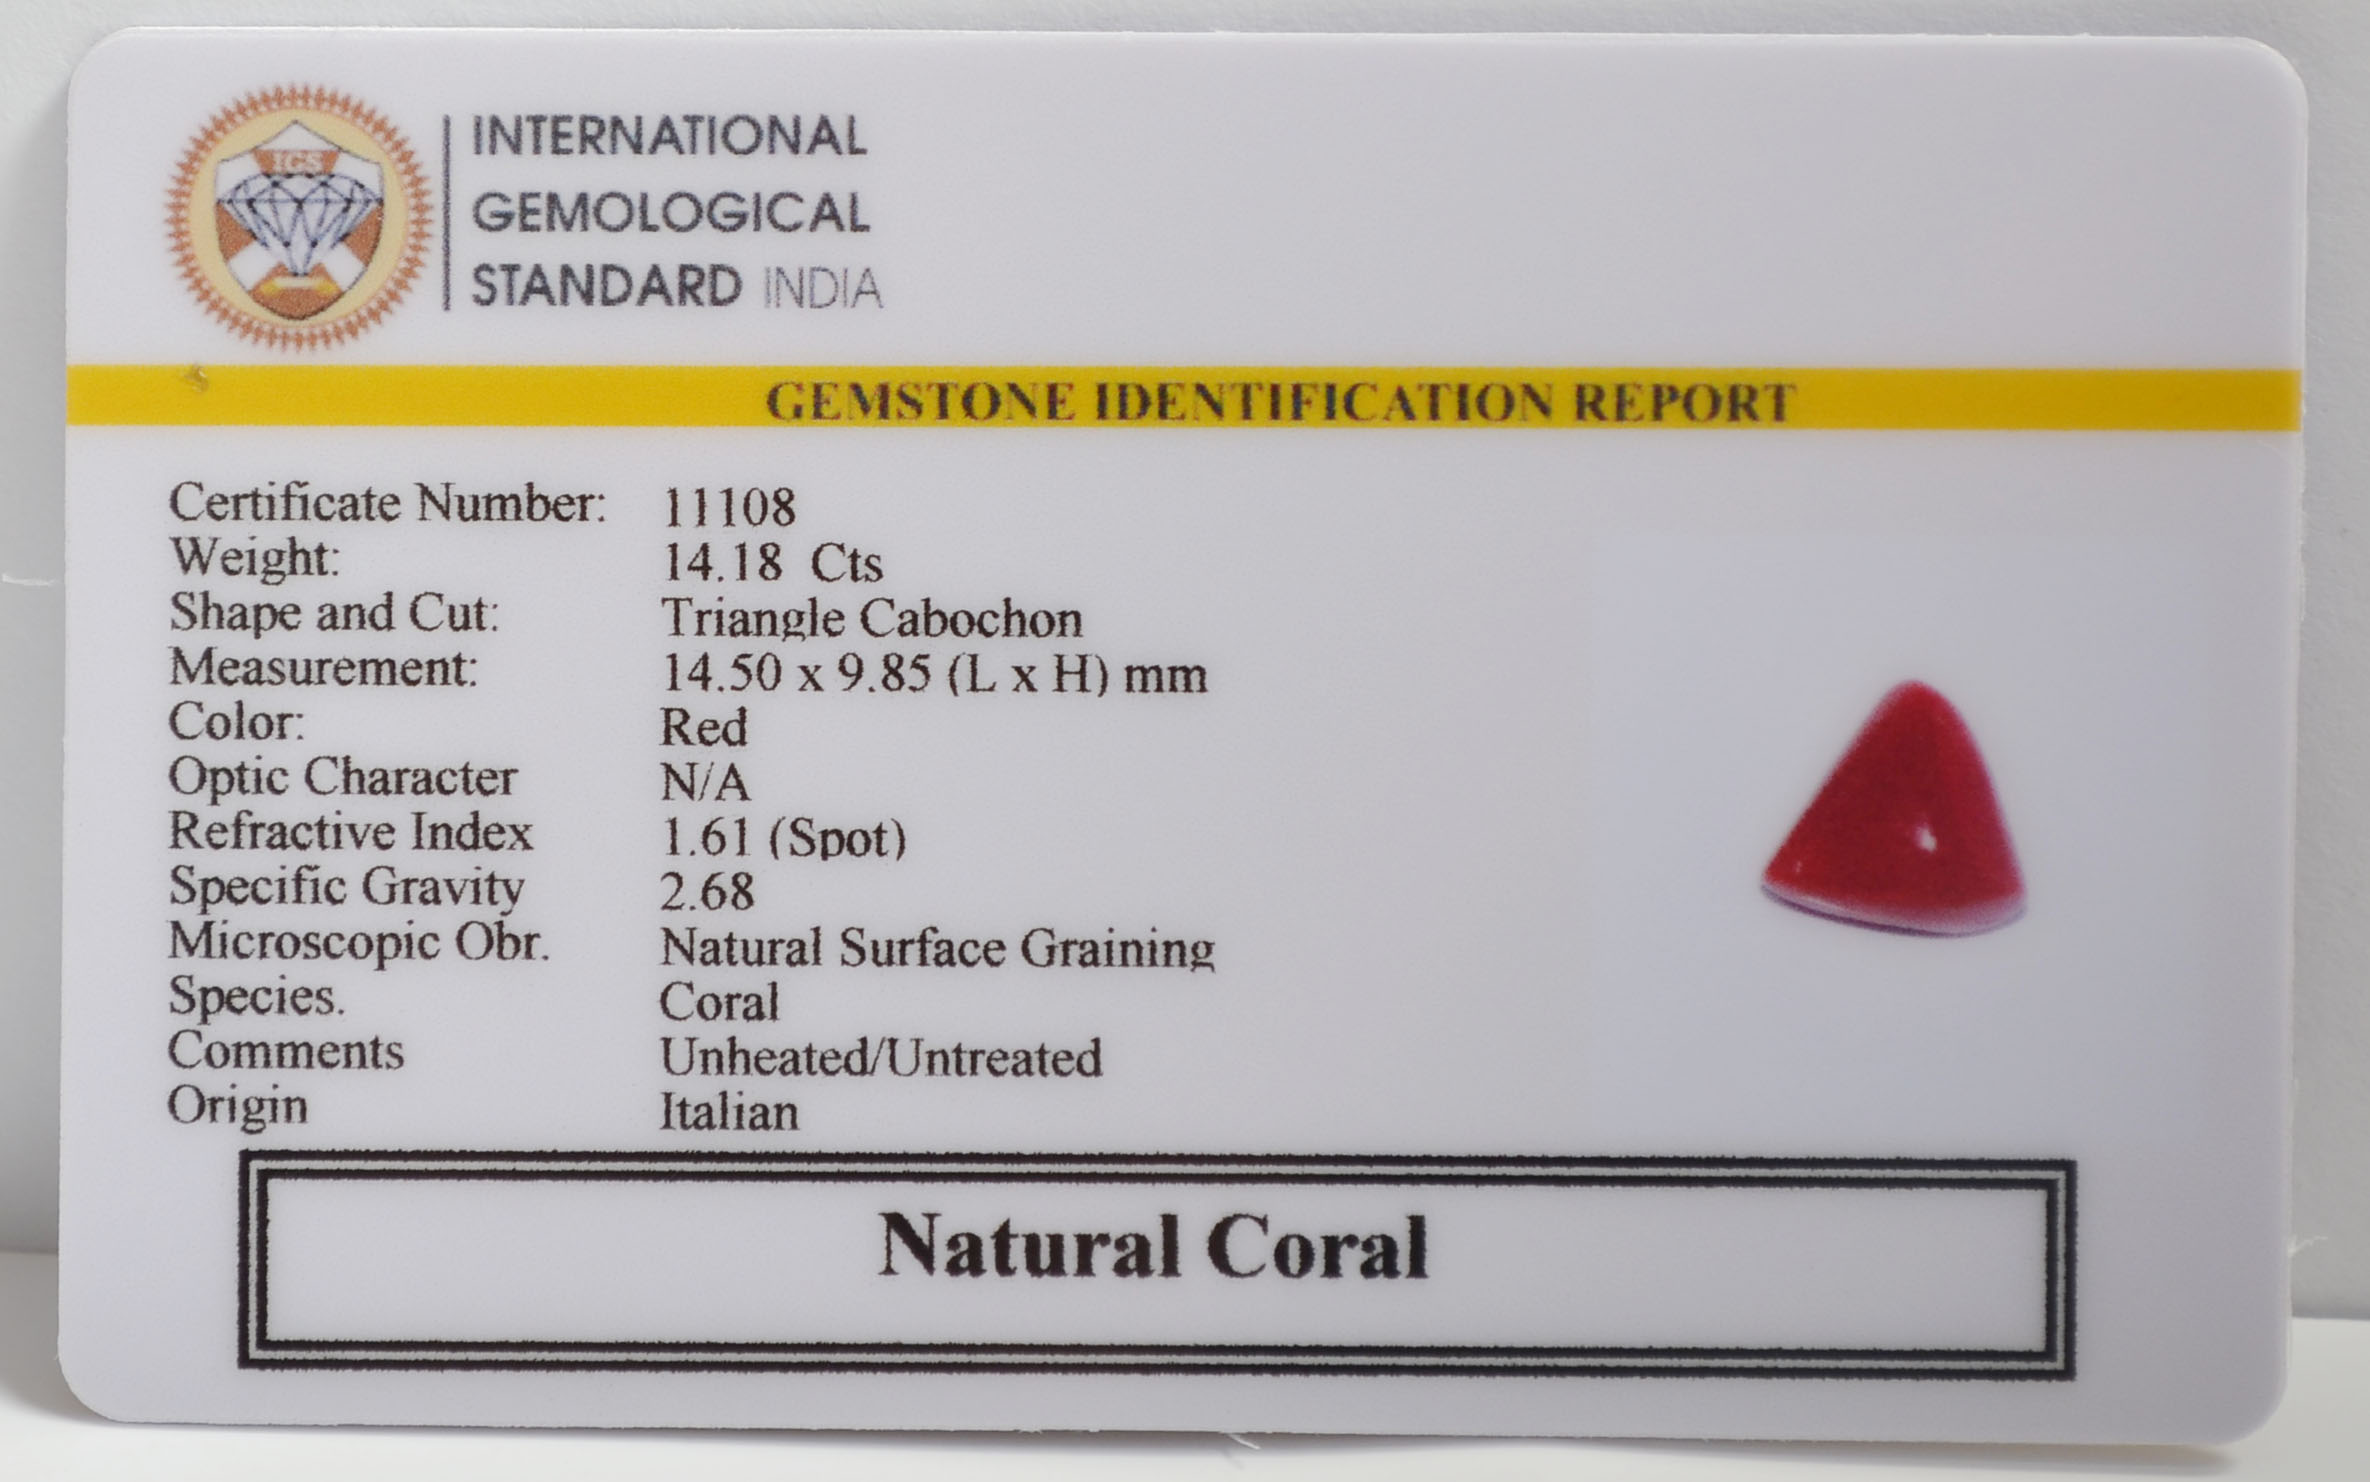 IGS
INTERNATIONAL
GEMOLOGICAL
STANDARD INDIA
GEMSTONE IDENTIFICATION REPORT
Certificate Number: 11108
Weight: 14.18 Cts
Shape and Cut: Triangle Cabochon
Measurement: 14.50 x 9.85 (L x H) mm
Color: Red
Optic Character N/A
Refractive Index 1.61 (Spot)
Specific Gravity 2.68
Microscopic Obr. Natural Surface Graining
Species. Coral
Comments Unheated/Untreated
Origin Italian
Natural Coral